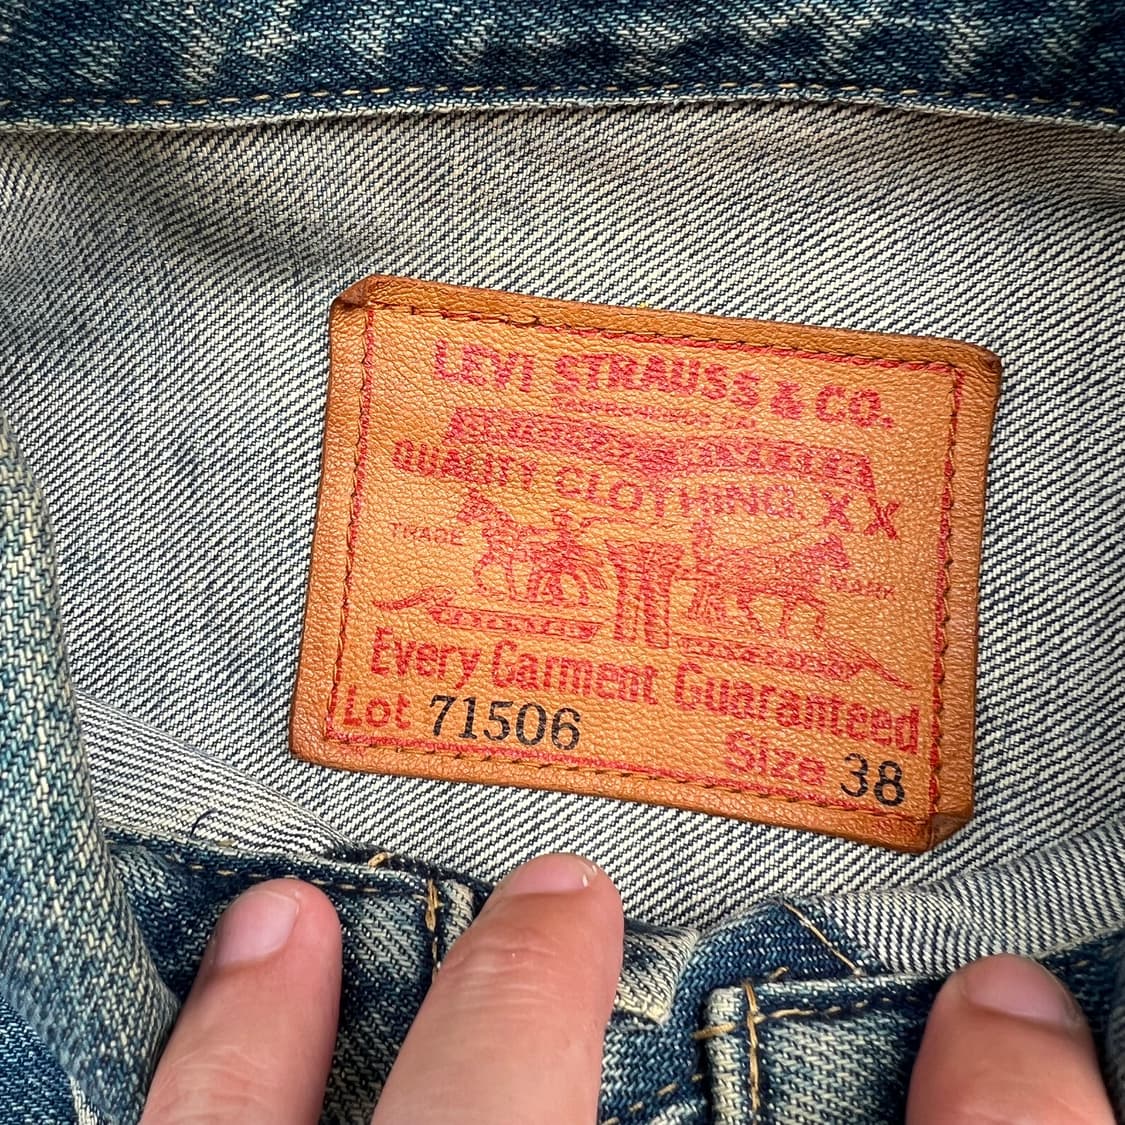 LEVI STRAUSS & CO.
QUALITY CLOTHING. XX
TRADE MARK
Every Garment Guaranteed
Lot 71506 Size 38